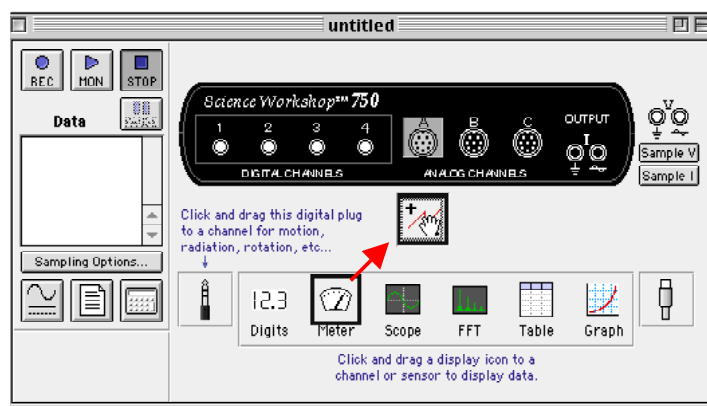 untitled
REC MON STOP
Data
Science Workshop™ 750
1 2 3 4
A B C
OUTPUT
V
I
DIGITAL CHANNELS
ANALOG CHANNELS
Sample V
Sample I
Click and drag this digital plug
to a channel for motion,
radiation, rotation, etc...
Sampling Options...
12.3
Digits Meter Scope FFT Table Graph
Click and drag a display icon to a
channel or sensor to display data.